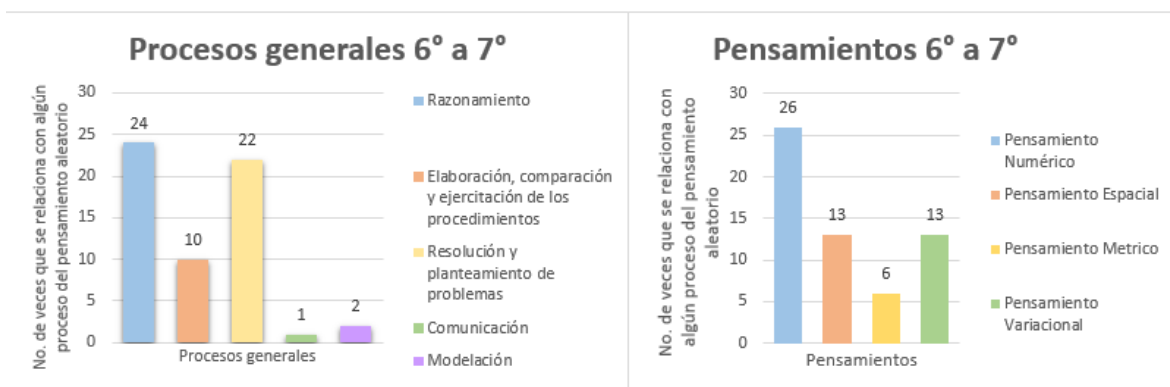 Procesos generales 6° a 7°
No. de veces que se relaciona con algún
proceso del pensamiento aleatorio
30
25
20
15
10
5
0
24
10
22
1
2
Procesos generales
Razonamiento
Elaboración, comparación
y ejercitación de los
procedimientos
Resolución y
planteamiento de
problemas
Comunicación
Modelación
Pensamientos 6° a 7°
No. de veces que se relaciona con
algún proceso del pensamiento
aleatorio
30
25
20
15
10
5
0
26
13
6
13
Pensamientos
Pensamiento
Numérico
Pensamiento Espacial
Pensamiento Metrico
Pensamiento
Variacional